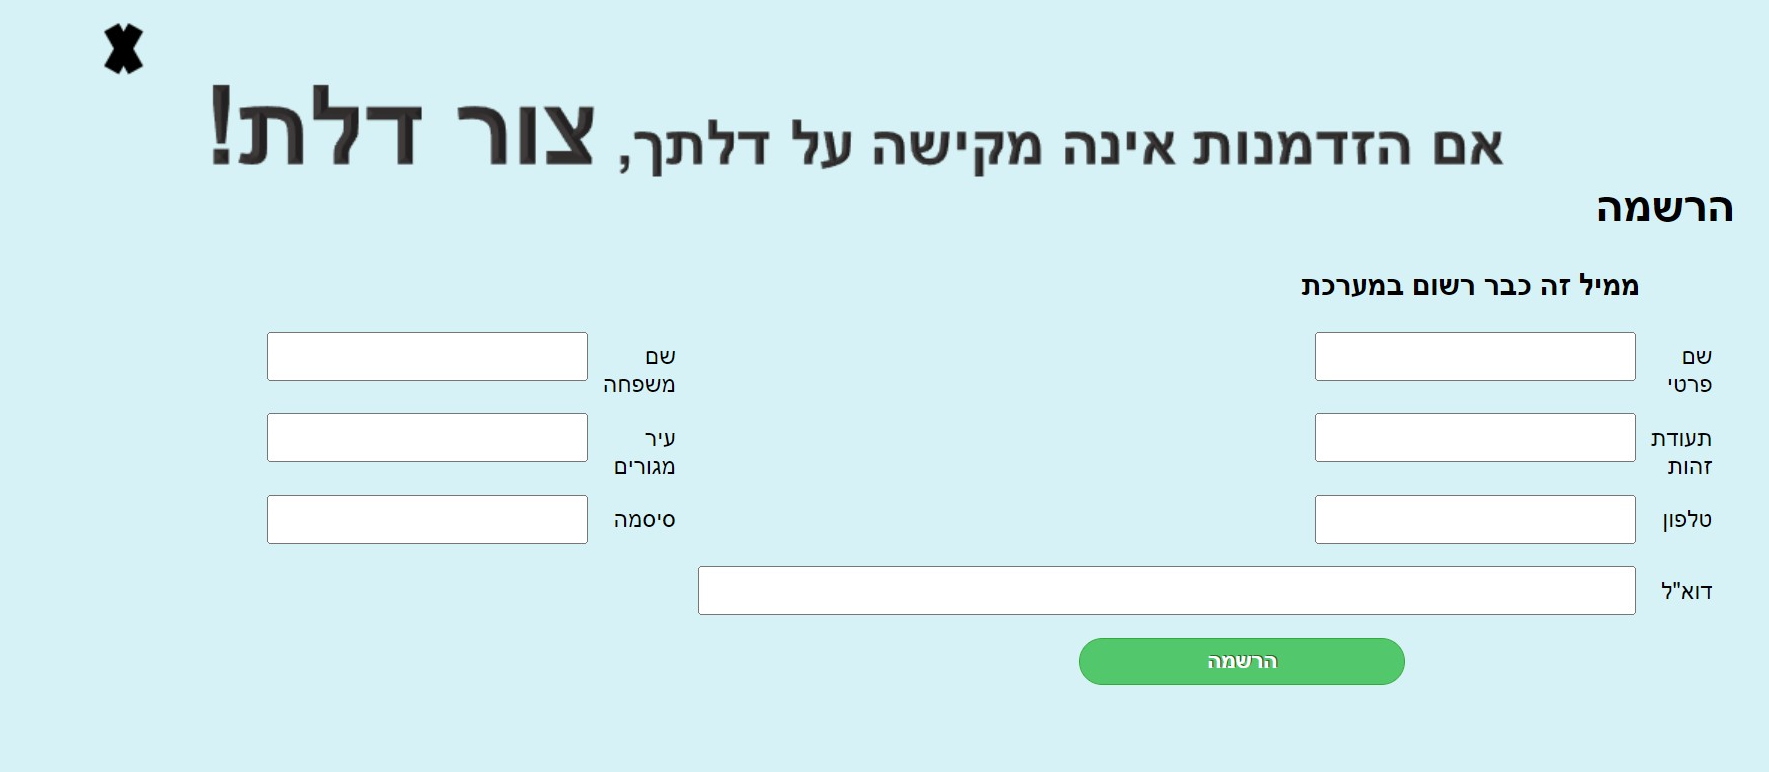 אם הזדמנות אינה מקישה על דלתך, צור דלת!
הרשמה
ממיל זה כבר רשום במערכת
שם
פרטי
שם
משפחה
תעודת
זהות
עיר
מגורים
טלפון
סיסמה
דוא"ל
הרשמה